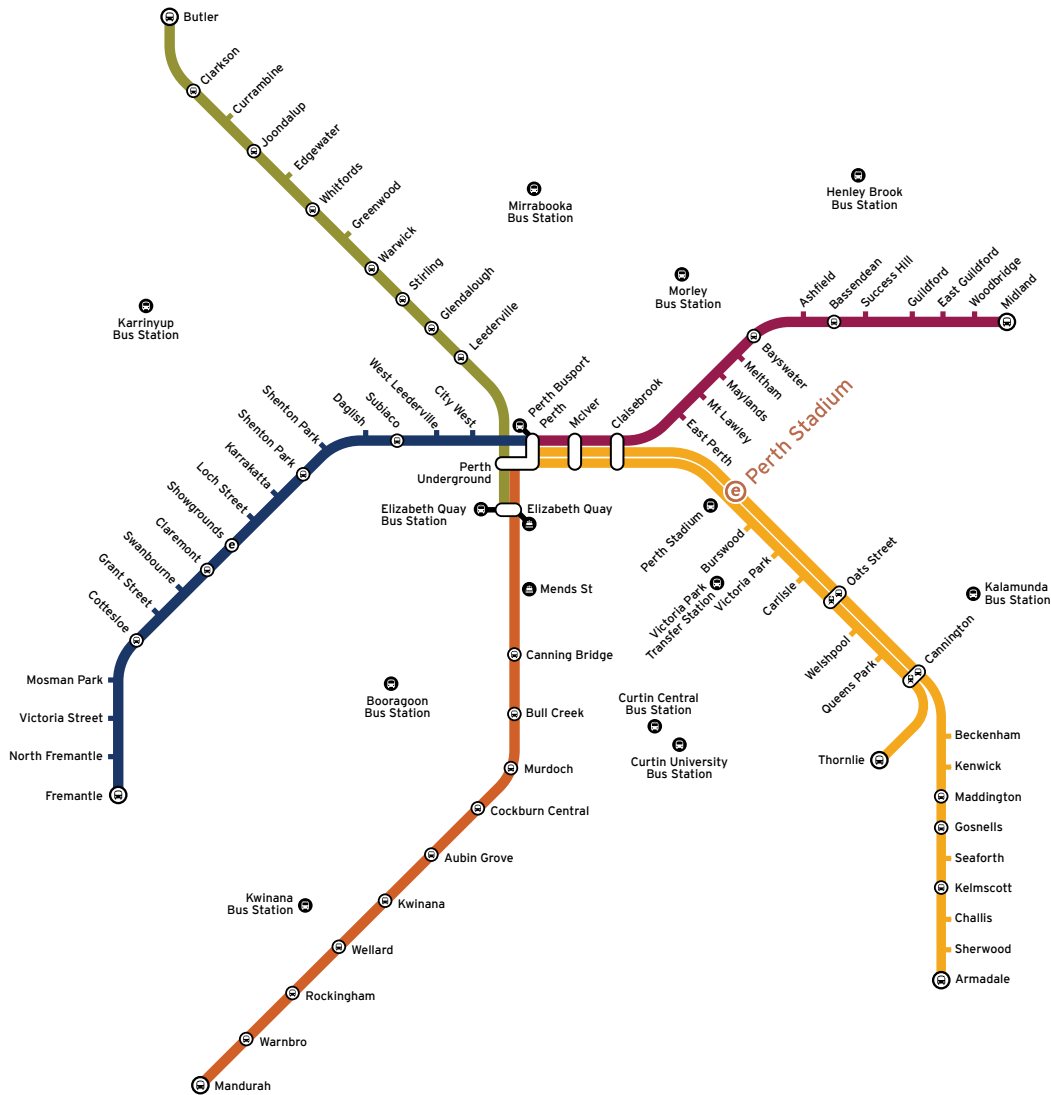 Butler
Clarkson
Currambine
Joondalup
Edgewater
Whitfords
Greenwood
Warwick
Stirling
Glendalough
Leederville
Mirrabooka
Bus Station
Henley Brook
Bus Station
Morley
Bus Station
Karrinyup
Bus Station
Ashfield
Bassendean
Success Hill
Guildford
East Guildford
Woodbridge
Midland
Bayswater
Meltham
Maylands
Mt Lawley
East Perth
Claisebrook
McIver
Perth
Perth Busport
City West
West Leederville
Subiaco
Daglish
Shenton Park
Shenton Park
Karrakatta
Loch Street
Showgrounds
e
Claremont
Swanbourne
Grant Street
Cottesloe
Mosman Park
Victoria Street
North Fremantle
Fremantle
Perth
Underground
Elizabeth Quay
Bus Station
Elizabeth Quay
Mends St
Canning Bridge
Bull Creek
Murdoch
Cockburn Central
Aubin Grove
Kwinana
Wellard
Rockingham
Warnbro
Mandurah
Kwinana
Bus Station
Booragoon
Bus Station
Curtin Central
Bus Station
Curtin University
Bus Station
e
Perth Stadium
Perth Stadium
Burswood
Victoria Park
Transfer Station
Victoria Park
Carlisle
Oats Street
Welshpool
Queens Park
Cannington
Kalamunda
Bus Station
Thornlie
Beckenham
Kenwick
Maddington
Gosnells
Seaforth
Kelmscott
Challis
Sherwood
Armadale